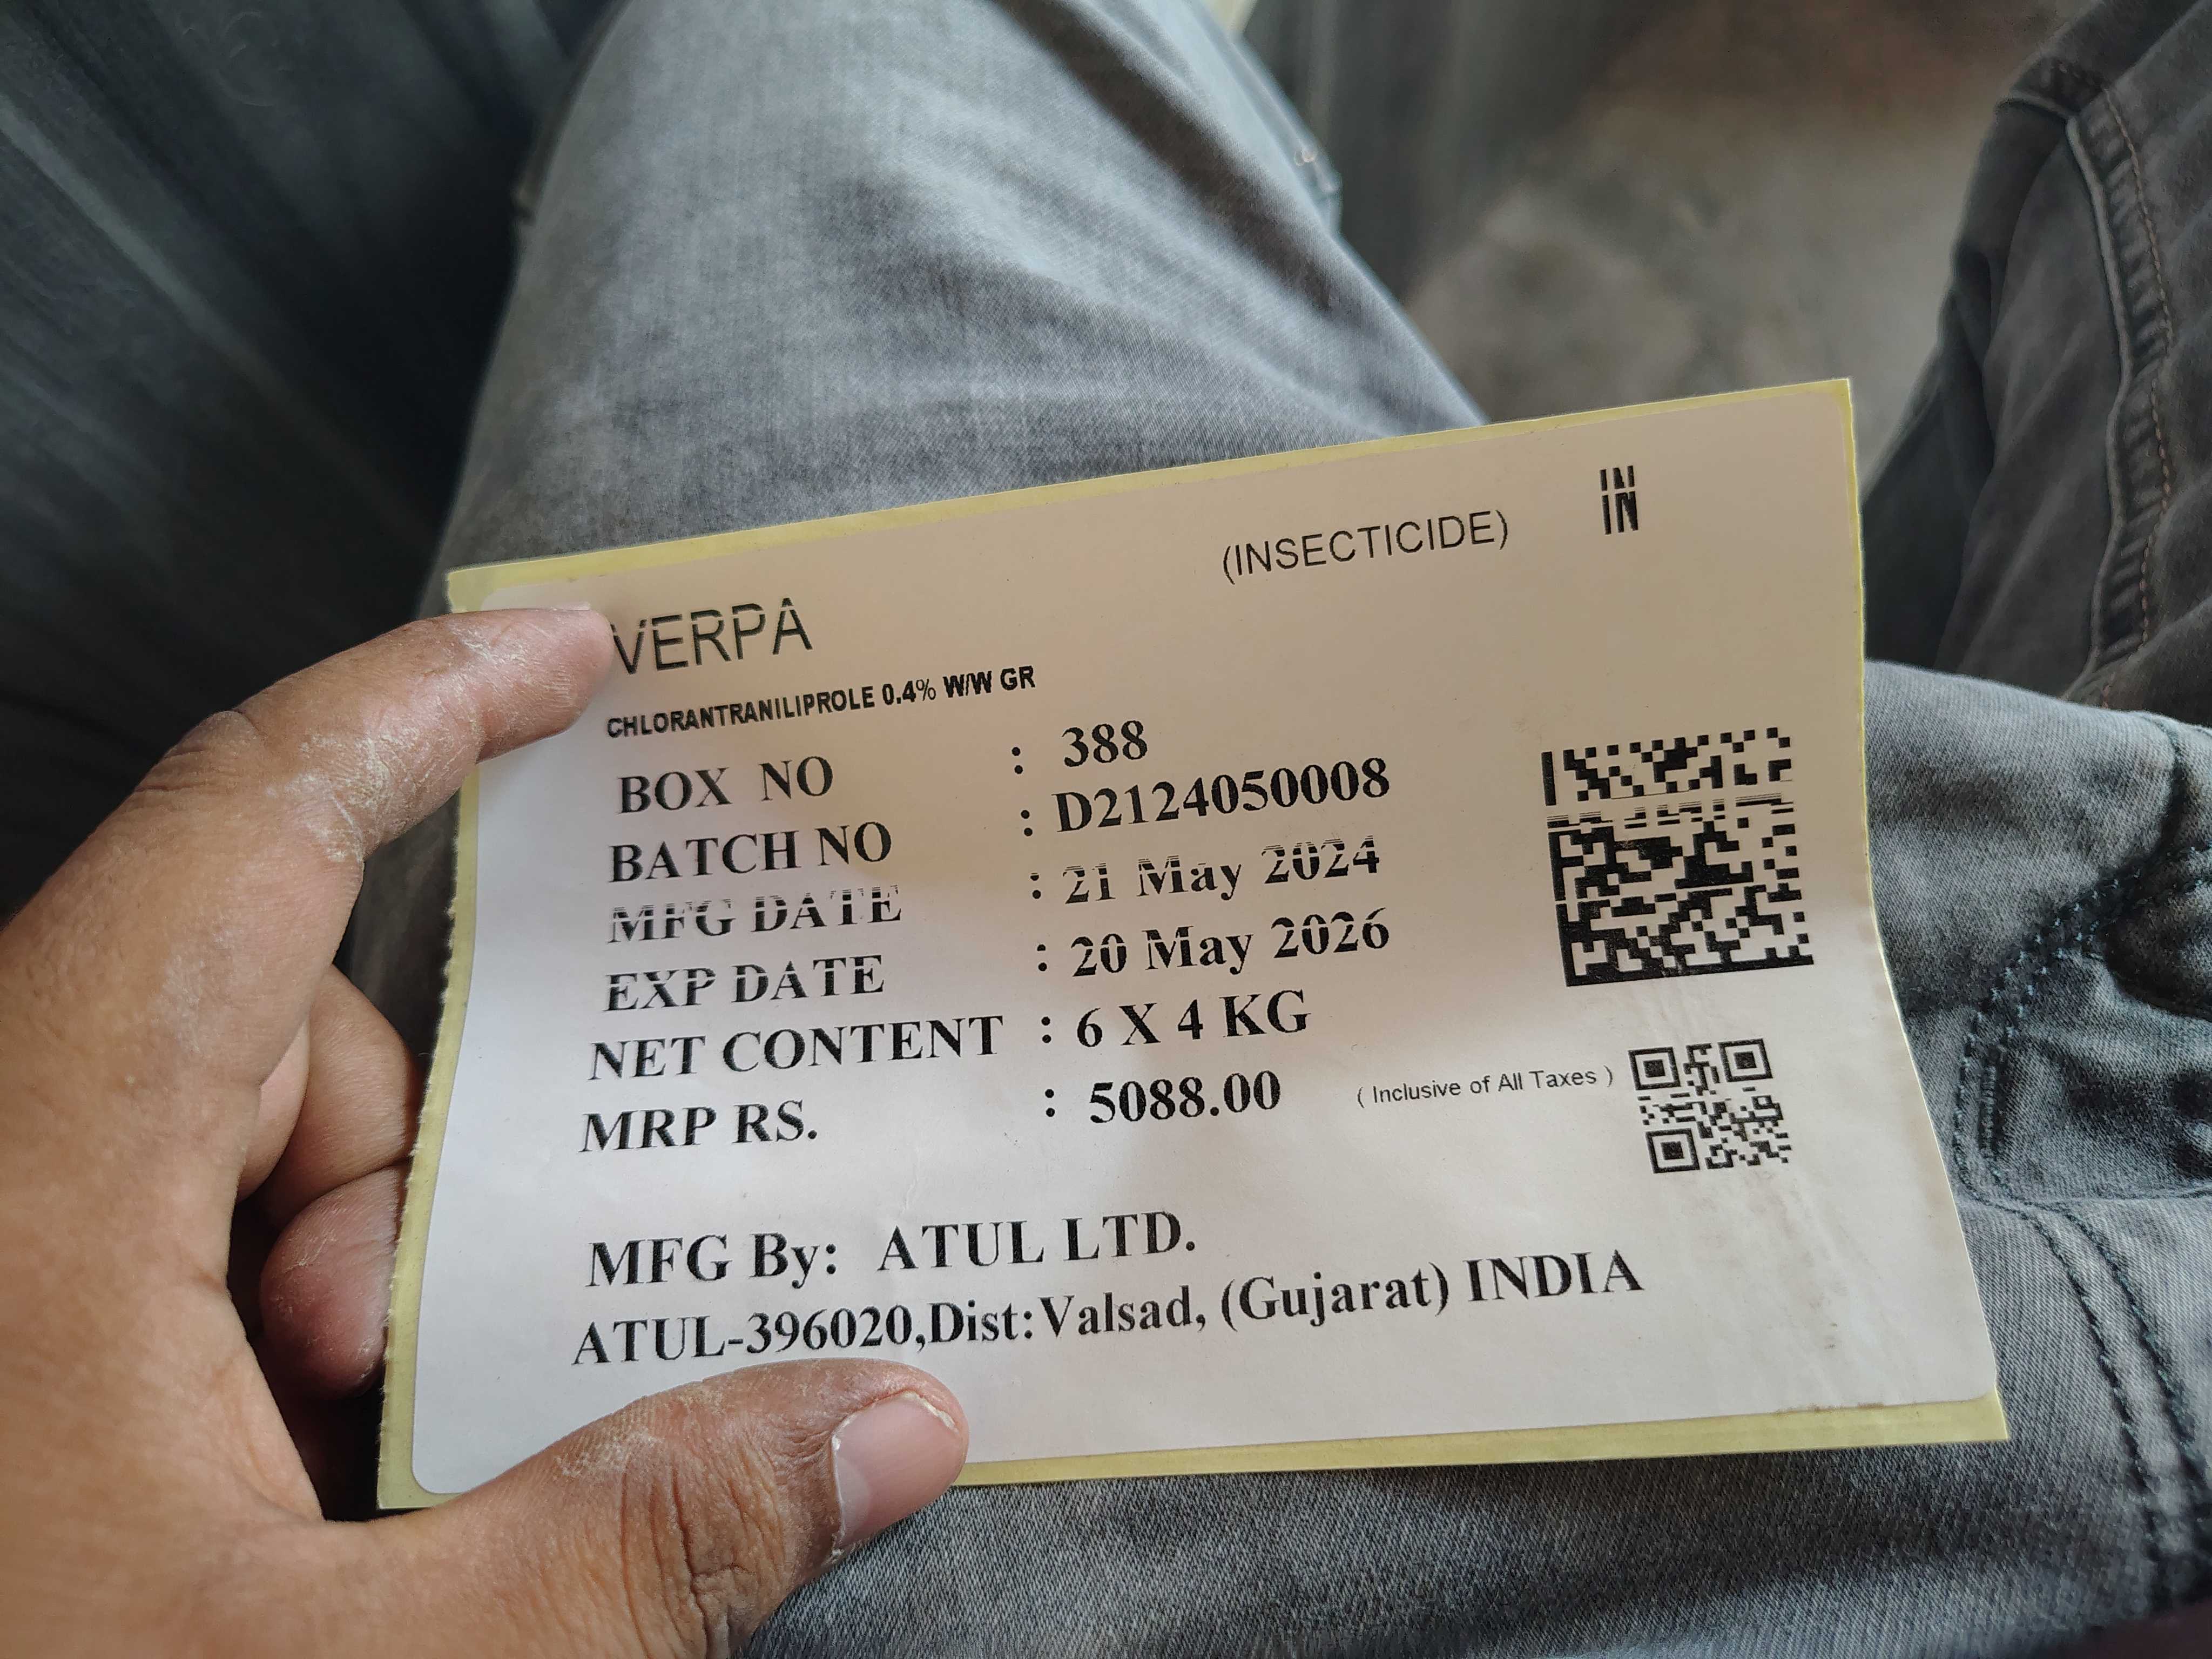 (INSECTICIDE) IN
VERPA
CHLORANTRANILIPROLE 0.4% W/W GR
BOX NO : 388
BATCH NO : D2124050008
MFG DATE : 21 May 2024
EXP DATE : 20 May 2026
NET CONTENT : 6 X 4 KG
MRP RS. : 5088.00 ( Inclusive of All Taxes )
MFG By: ATUL LTD.
ATUL-396020,Dist:Valsad, (Gujarat) INDIA